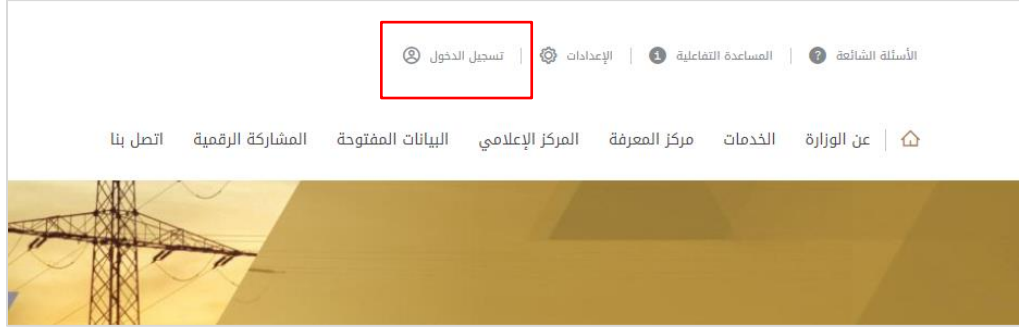 الأسئلة الشائعة | المساعدة التفاعلية | الإعدادات | تسجيل الدخول
عن الوزارة الخدمات مركز المعرفة المركز الإعلامي البيانات المفتوحة المشاركة الرقمية اتصل بنا